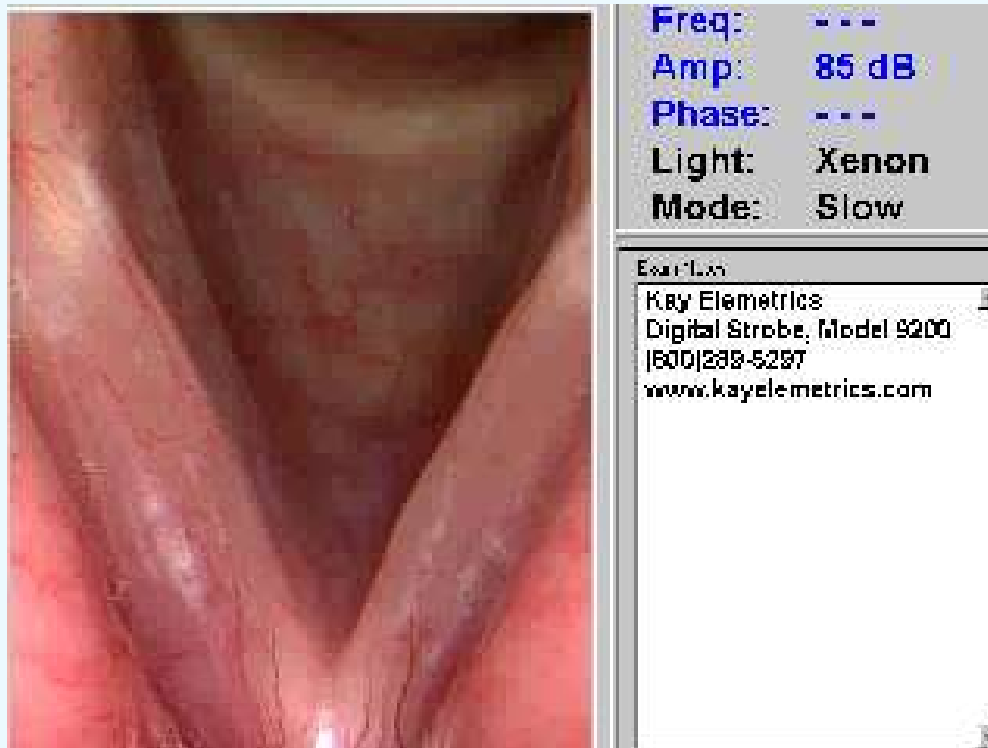 Freq: - - -
Amp: 85 dB
Phase: - - -
Light: Xenon
Mode: Slow
Kay Elemetrics
Digital Strobe, Model 9200
www.kayelemetrics.com